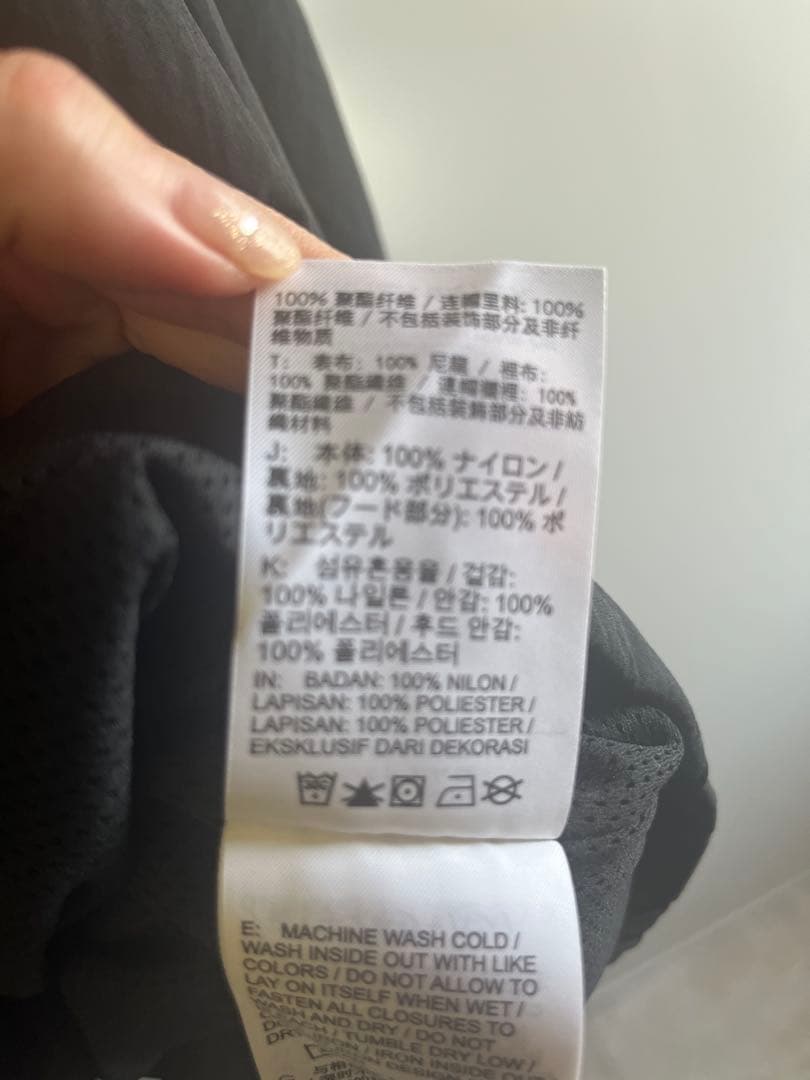 100% 聚酯纤维 / 连帽里料: 100%
聚酯纤维 / 不包括装饰部分及非纤
维物质
T: 表布: 100% 尼龍 / 裡布:
100% 聚酯纖維 / 連帽襯裡: 100%
聚酯纖維 / 不包括裝飾部分及非紡
織材料
J: 本体: 100% ナイロン /
裏地: 100% ポリエステル /
裏地(フード部分): 100% ポ
リエステル
K: 섬유혼용율 / 겉감:
100% 나일론 / 안감: 100%
폴리에스터 / 후드 안감:
100% 폴리에스터
IN: BADAN: 100% NILON /
LAPISAN: 100% POLIESTER /
LAPISAN: 100% POLIESTER /
EKSKLUSIF DARI DEKORASI
E: MACHINE WASH COLD /
WASH INSIDE OUT WITH LIKE
COLORS / DO NOT ALLOW TO
LAY ON ITSELF WHEN WET /
FASTEN ALL CLOSURES TO
WASH AND DRY / DO NOT
BLEACH / TUMBLE DRY LOW /
IRON / IRON INSIDE OUT